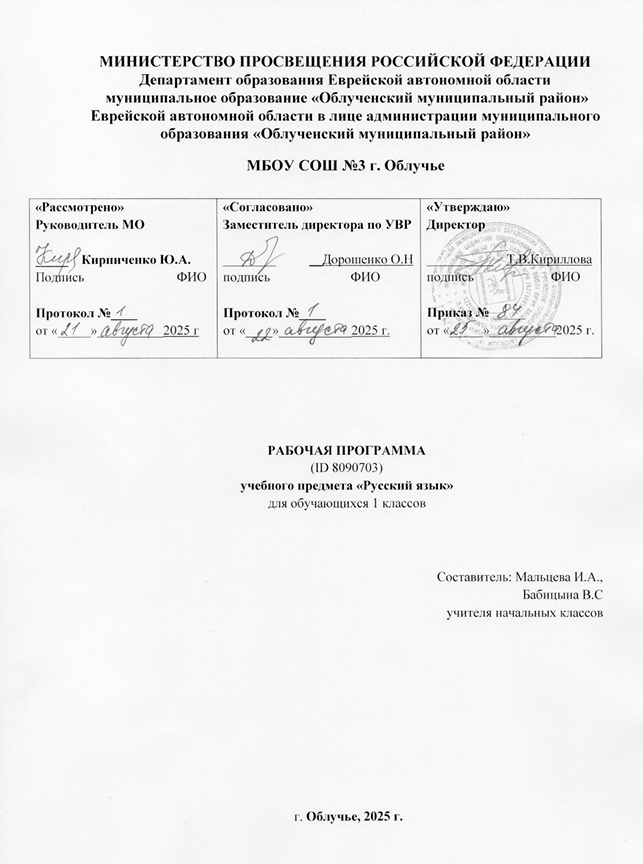 МИНИСТЕРСТВО ПРОСВЕЩЕНИЯ РОССИЙСКОЙ ФЕДЕРАЦИИ
Департамент образования Еврейской автономной области
муниципальное образование «Облученский муниципальный район»
Еврейской автономной области в лице администрации муниципального
образования «Облученский муниципальный район»
МБОУ СОШ №3 г. Облучье
«Рассмотрено»
Руководитель МО
Кирпиченко Ю.А.
Подпись ФИО
Протокол № 1
от «21» августа 2025 г
«Согласовано»
Заместитель директора по УВР
Дорошенко О.Н
подпись ФИО
Протокол № 1
от «22» августа 2025 г.
«Утверждаю»
Директор
Т.В.Кириллова
подпись ФИО
Приказ № 84
от «25» августа 2025 г.
РАБОЧАЯ ПРОГРАММА
(ID 8090703)
учебного предмета «Русский язык»
для обучающихся 1 классов
Составитель: Мальцева И.А.,
Бабицына В.С
учителя начальных классов
г. Облучье, 2025 г.